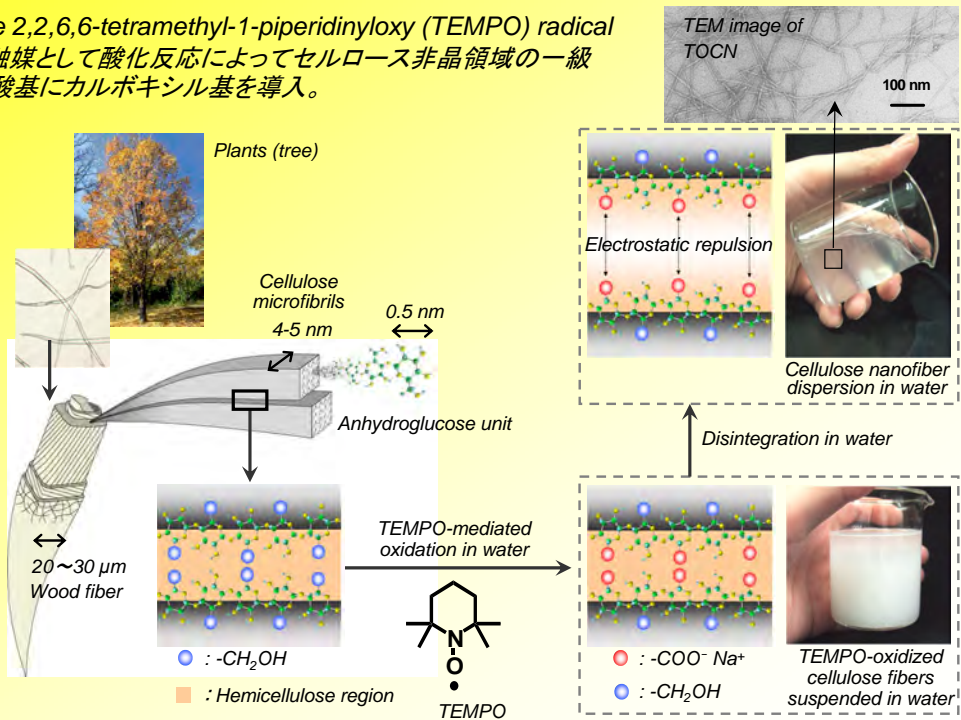 e 2,2,6,6-tetramethyl-1-piperidinyloxy (TEMPO) radical
触媒として酸化反応によってセルロース非晶領域の一級
酸基にカルボキシル基を導入。
TEM image of
TOCN
100 nm
Plants (tree)
Cellulose
microfibrils
4-5 nm
0.5 nm
Anhydroglucose unit
20～30 μm
Wood fiber
Electrostatic repulsion
Cellulose nanofiber
dispersion in water
Disintegration in water
TEMPO-mediated
oxidation in water
N
O
•
TEMPO
: -CH₂OH
：Hemicellulose region
: -COO⁻ Na⁺
: -CH₂OH
TEMPO-oxidized
cellulose fibers
suspended in water